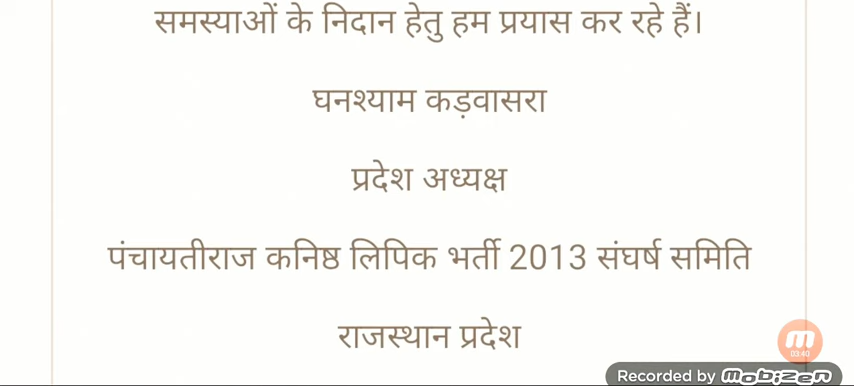 समस्याओं के निदान हेतु हम प्रयास कर रहे हैं।
घनश्याम कड़वासरा
प्रदेश अध्यक्ष
पंचायतीराज कनिष्ठ लिपिक भर्ती 2013 संघर्ष समिति
राजस्थान प्रदेश
03:40
Recorded by mobizen